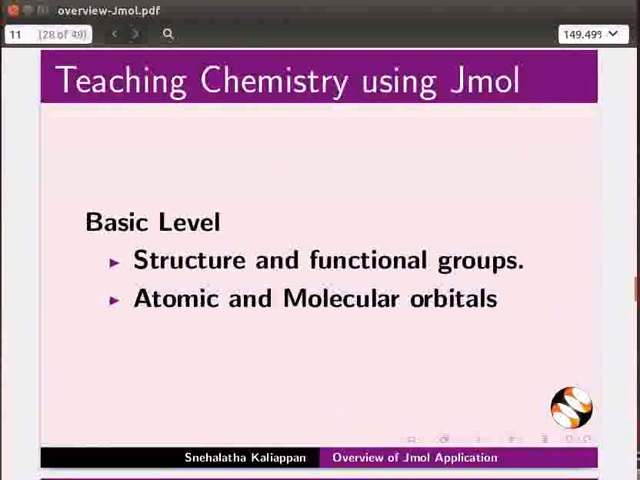 overview-Jmol.pdf
11 (28 of 49) 149.49%
Teaching Chemistry using Jmol
Basic Level
Structure and functional groups.
Atomic and Molecular orbitals
Snehalatha Kaliappan Overview of Jmol Application